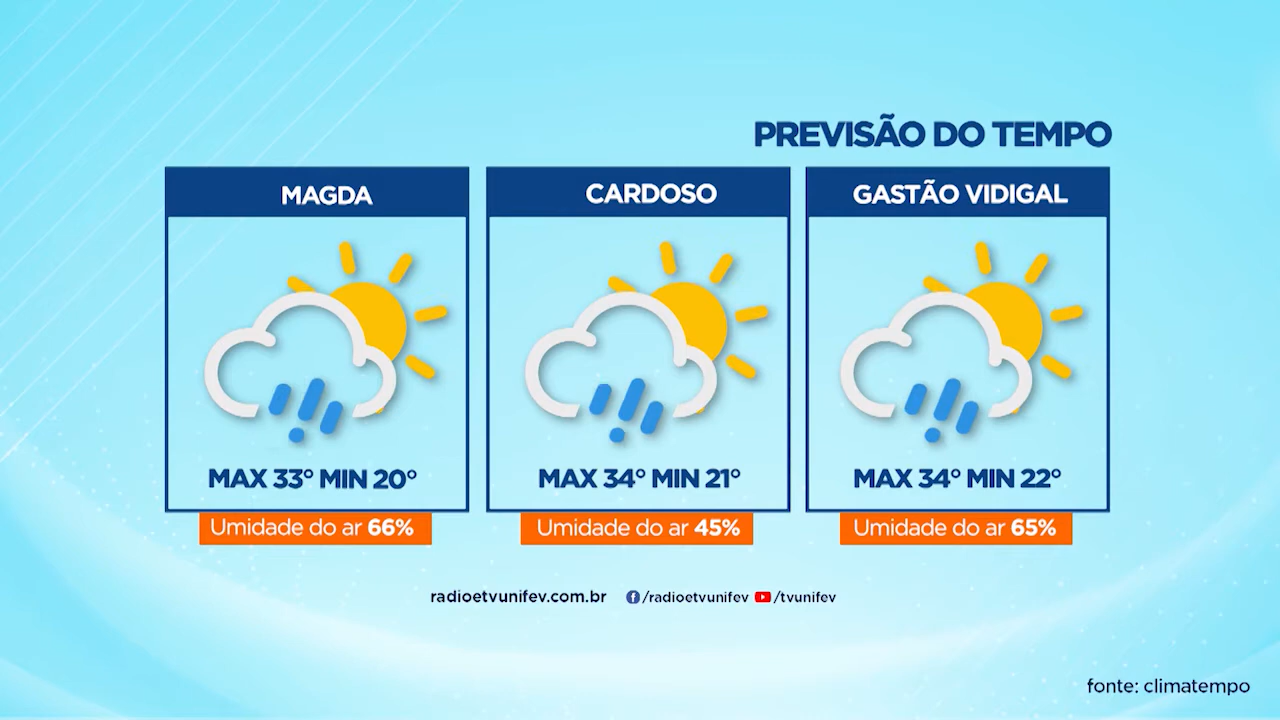 PREVISÃO DO TEMPO
MAGDA
MAX 33° MIN 20°
Umidade do ar 66%
CARDOSO
MAX 34° MIN 21°
Umidade do ar 45%
GASTÃO VIDIGAL
MAX 34° MIN 22°
Umidade do ar 65%
radioetvunifev.com.br /radioetvunifev /tvunifev
fonte: climatempo